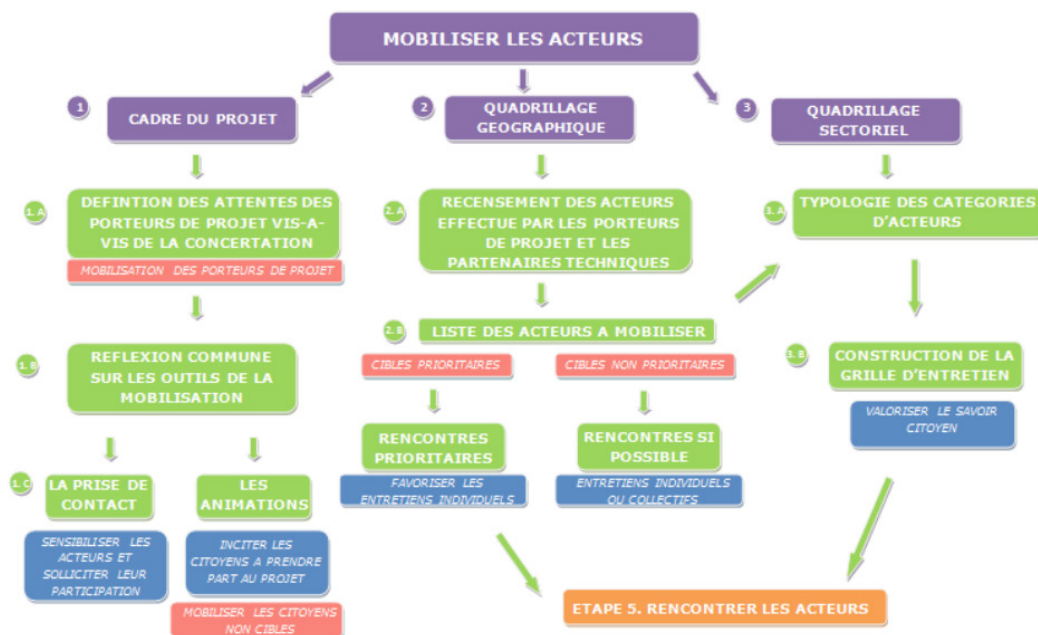 MOBILISER LES ACTEURS
1
CADRE DU PROJET
2
QUADRILLAGE
GEOGRAPHIQUE
3
QUADRILLAGE
SECTORIEL
1. A
DEFINTION DES ATTENTES DES
PORTEURS DE PROJET VIS-A-
VIS DE LA CONCERTATION
MOBILISATION DES PORTEURS DE PROJET
2. A
RECENSEMENT DES ACTEURS
EFFECTUE PAR LES PORTEURS
DE PROJET ET LES
PARTENAIRES TECHNIQUES
3. A
TYPOLOGIE DES CATEGORIES
D'ACTEURS
2. B
LISTE DES ACTEURS A MOBILISER
1. B
REFLEXION COMMUNE
SUR LES OUTILS DE LA
MOBILISATION
CIBLES PRIORITAIRES
CIBLES NON PRIORITAIRES
3. B
CONSTRUCTION DE LA
GRILLE D'ENTRETIEN
VALORISER LE SAVOIR
CITOYEN
RENCONTRES
PRIORITAIRES
FAVORISER LES
ENTRETIENS INDIVIDUELS
RENCONTRES SI
POSSIBLE
ENTRETIENS INDIVIDUELS
OU COLLECTIFS
1. C
LA PRISE DE
CONTACT
SENSIBILISER LES
ACTEURS ET
SOLLICITER LEUR
PARTICIPATION
LES
ANIMATIONS
INCITER LES
CITOYENS A PRENDRE
PART AU PROJET
MOBILISER LES CITOYENS
NON CIBLES
ETAPE 5. RENCONTRER LES ACTEURS